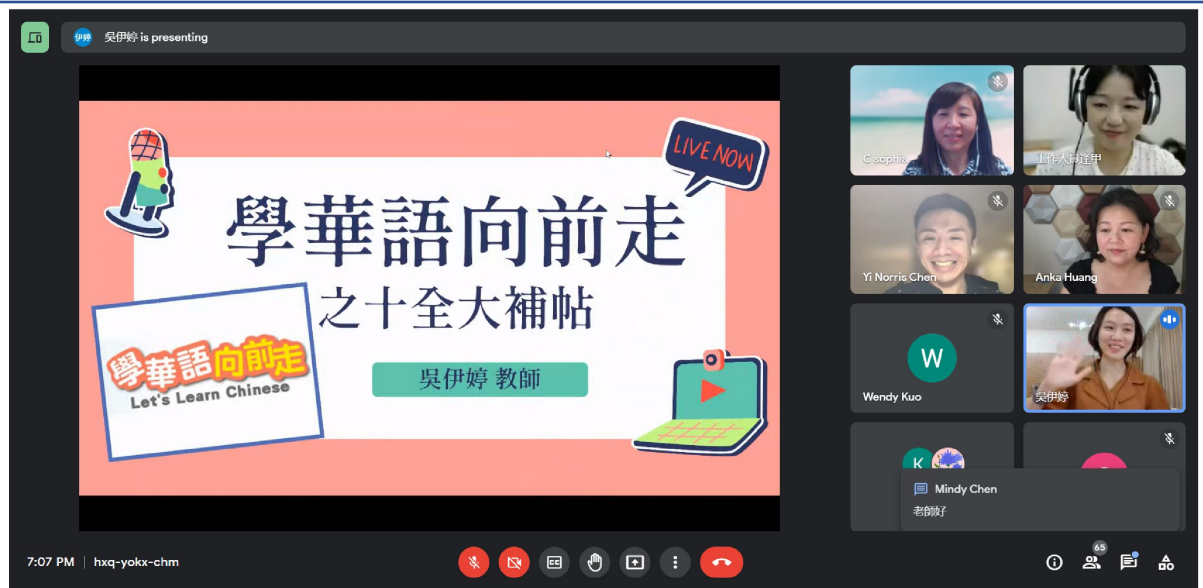 伊婷
吳伊婷 is presenting
LIVE NOW
學華語向前走
之十全大補帖
吳伊婷 教師
學華語向前走
Let's Learn Chinese
C sophia
工作人員逢甲
Yi Norris Chen
Anka Huang
W
Wendy Kuo
吳伊婷
K
Mindy Chen
老師好
7:07 PM | hxq-yokx-chm
CC
65